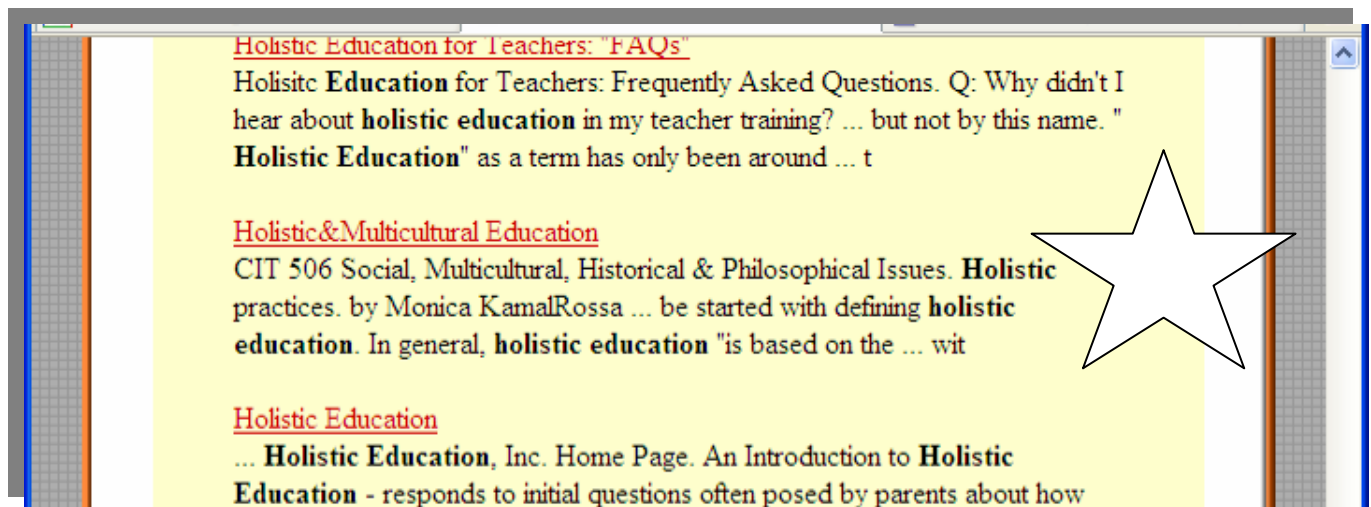 Holistic Education for Teachers: "FAQs"
Holisitc Education for Teachers: Frequently Asked Questions. Q: Why didn't I
hear about holistic education in my teacher training? ... but not by this name. "
Holistic Education" as a term has only been around ... t
Holistic&Multicultural Education
CIT 506 Social, Multicultural, Historical & Philosophical Issues. Holistic
practices. by Monica KamalRossa ... be started with defining holistic
education. In general, holistic education "is based on the ... wit
Holistic Education
... Holistic Education, Inc. Home Page. An Introduction to Holistic
Education - responds to initial questions often posed by parents about how